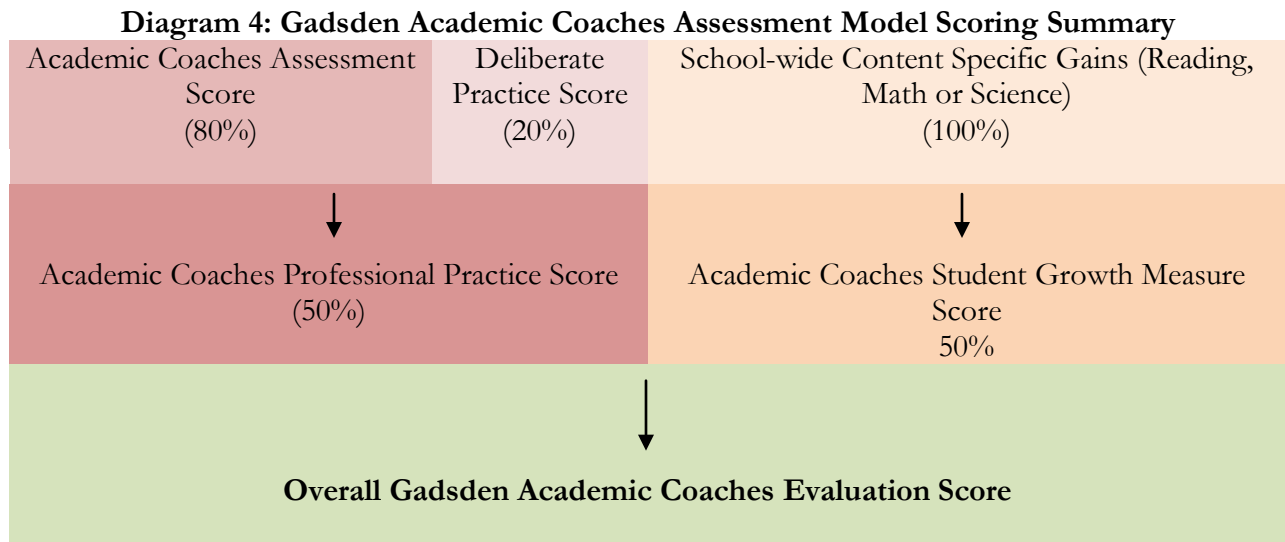 Diagram 4: Gadsden Academic Coaches Assessment Model Scoring Summary
Academic Coaches Assessment
Score
(80%)
Deliberate
Practice Score
(20%)
School-wide Content Specific Gains (Reading,
Math or Science)
(100%)
Academic Coaches Professional Practice Score
(50%)
Academic Coaches Student Growth Measure
Score
50%
Overall Gadsden Academic Coaches Evaluation Score